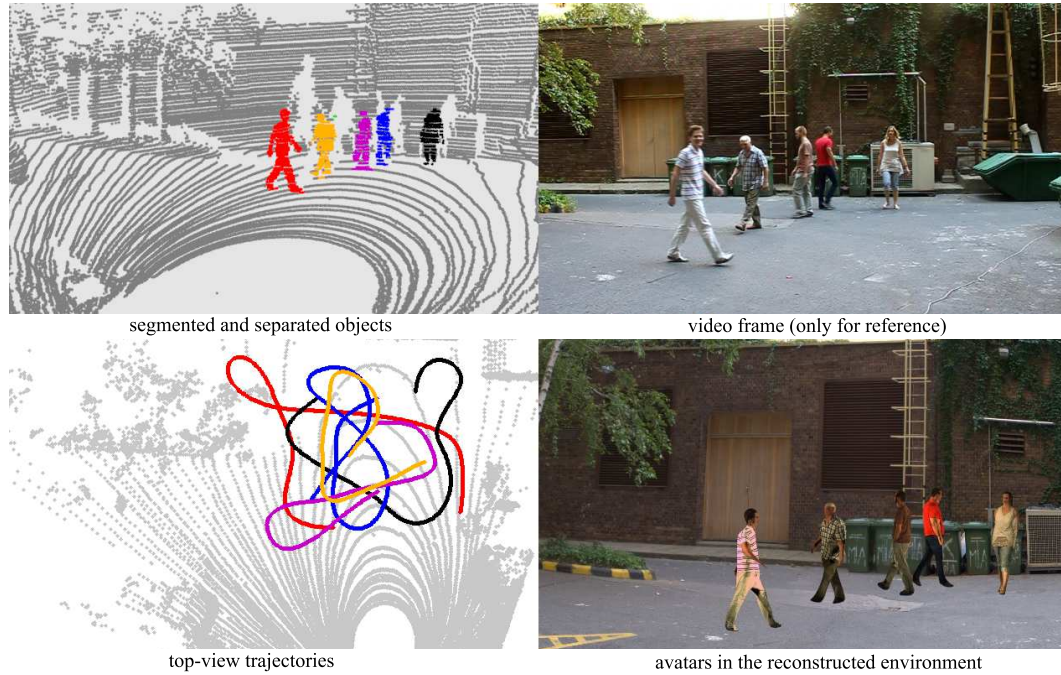 segmented and separated objects
video frame (only for reference)
top-view trajectories
avatars in the reconstructed environment